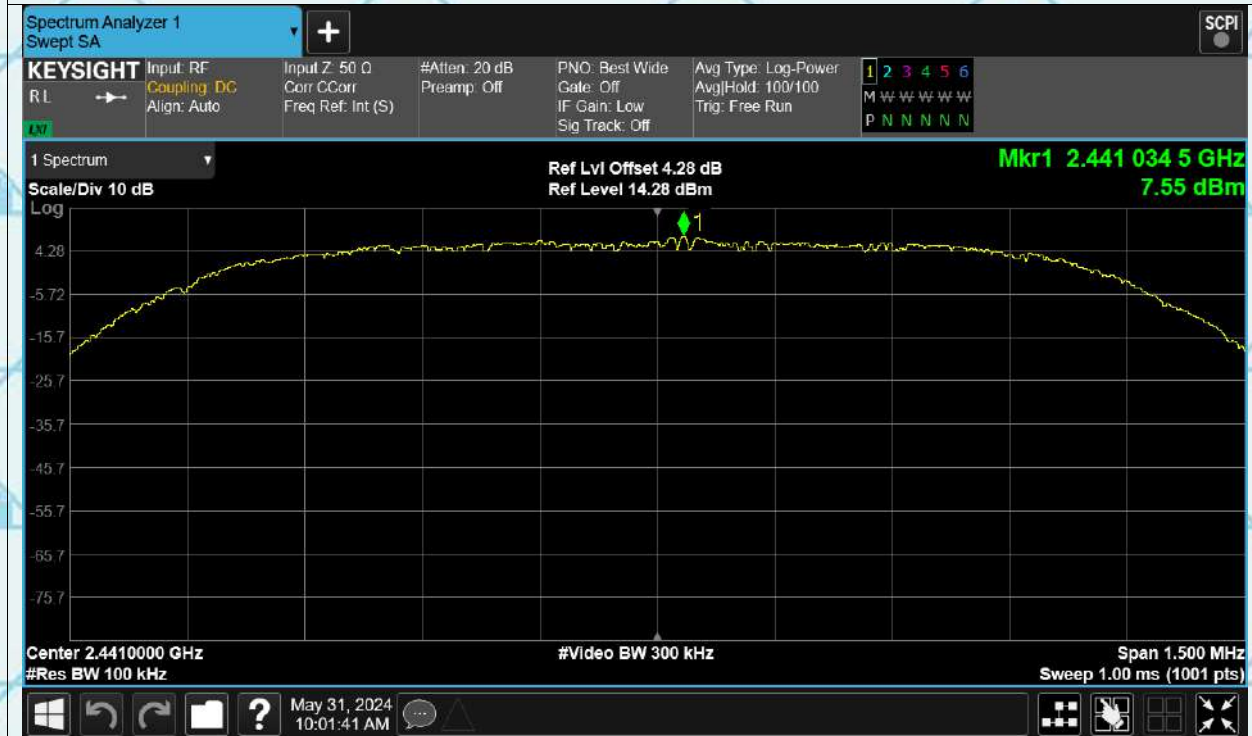 Spectrum Analyzer 1
Swept SA
+
SCPI
KEYSIGHT
R L
LXI
Input: RF
Coupling: DC
Align: Auto
Input Z: 50 Ω
Corr CCorr
Freq Ref: Int (S)
#Atten: 20 dB
Preamp: Off
PNO: Best Wide
Gate: Off
IF Gain: Low
Sig Track: Off
Avg Type: Log-Power
Avg|Hold: 100/100
Trig: Free Run
1 2 3 4 5 6
M W W W W W
P N N N N N
1 Spectrum
Scale/Div 10 dB
Log
Ref Lvl Offset 4.28 dB
Ref Level 14.28 dBm
Mkr1 2.441 034 5 GHz
7.55 dBm
1
4.28
-5.72
-15.7
-25.7
-35.7
-45.7
-55.7
-65.7
-75.7
Center 2.4410000 GHz
#Res BW 100 kHz
#Video BW 300 kHz
Span 1.500 MHz
Sweep 1.00 ms (1001 pts)
?
May 31, 2024
10:01:41 AM